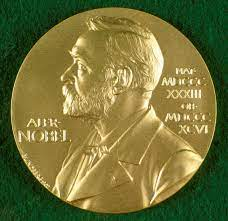 ALFR·
NOBEL
NAT·
MDCCC
XXXIII
OB·
MDCCC
XCVI